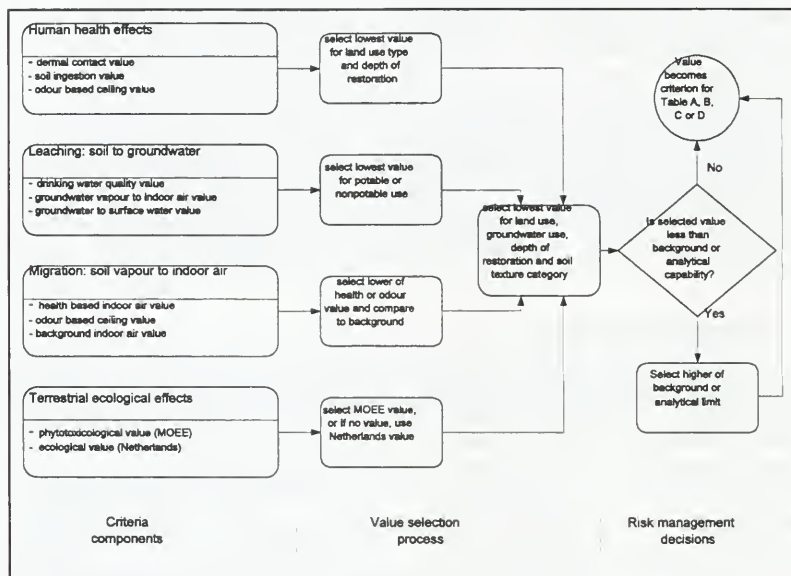 Human health effects
- dermal contact value
- soil ingestion value
- odour based ceiling value
select lowest value
for land use type
and depth of
restoration
Leaching: soil to groundwater
- drinking water quality value
- groundwater vapour to indoor air value
- groundwater to surface water value
select lowest value
for potable or
nonpotable use
Migration: soil vapour to indoor air
- health based indoor air value
- odour based ceiling value
- background indoor air value
select lower of
health or odour
value and compare
to background
Terrestrial ecological effects
- phytotoxicological value (MOEE)
- ecological value (Netherlands)
select MOEE value,
or if no value, use
Netherlands value
select lowest value
for land use,
groundwater use,
depth of
restoration and soil
texture category
Value
becomes
criterion for
Table A, B,
C or D
No
Is selected value
less than
background or
analytical
capability?
Yes
Select higher of
background or
analytical limit
Criteria
components
Value selection
process
Risk management
decisions